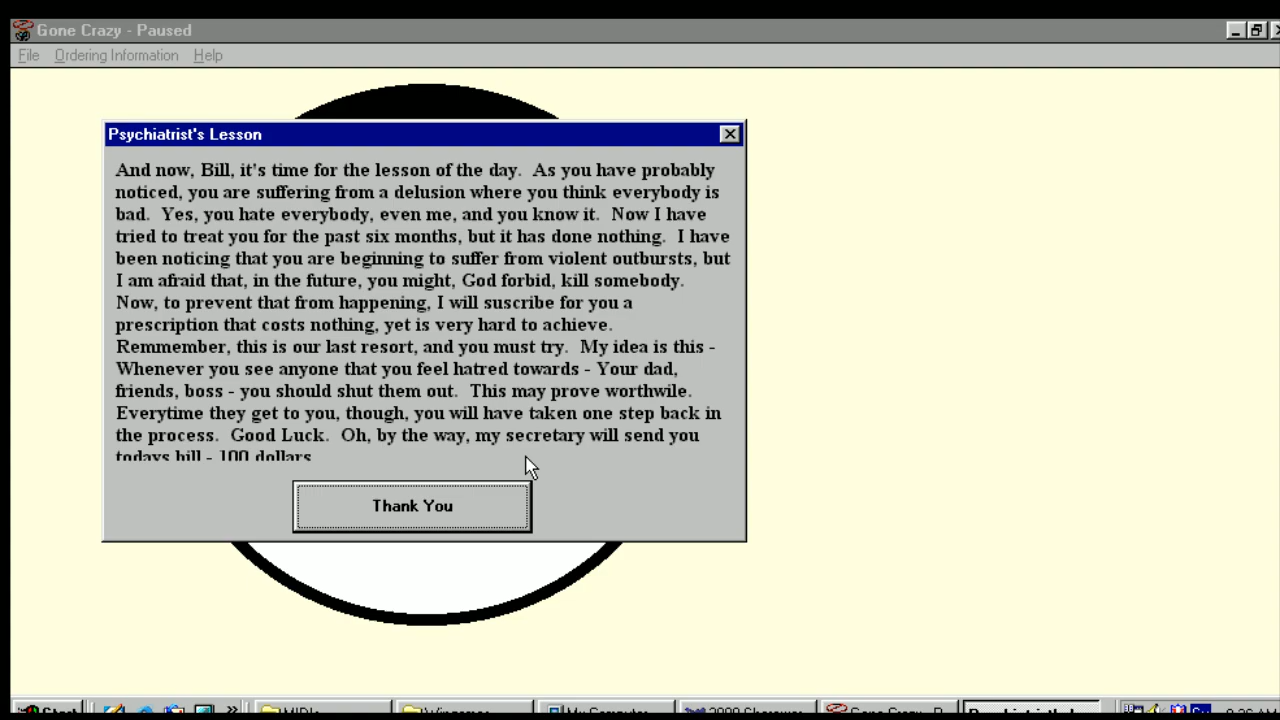 Gone Crazy - Paused
File Ordering Information Help
Psychiatrist's Lesson
And now, Bill, it's time for the lesson of the day. As you have probably
noticed, you are suffering from a delusion where you think everybody is
bad. Yes, you hate everybody, even me, and you know it. Now I have
tried to treat you for the past six months, but it has done nothing. I have
been noticing that you are beginning to suffer from violent outbursts, but
I am afraid that, in the future, you might, God forbid, kill somebody.
Now, to prevent that from happening, I will suscribe for you a
prescription that costs nothing, yet is very hard to achieve.
Remmember, this is our last resort, and you must try. My idea is this -
Whenever you see anyone that you feel hatred towards - Your dad,
friends, boss - you should shut them out. This may prove worthwile.
Everytime they get to you, though, you will have taken one step back in
the process. Good Luck. Oh, by the way, my secretary will send you
todays bill - 100 dollars
Thank You
Start MIDIs My Computer Gone Crazy - P 9:26 AM